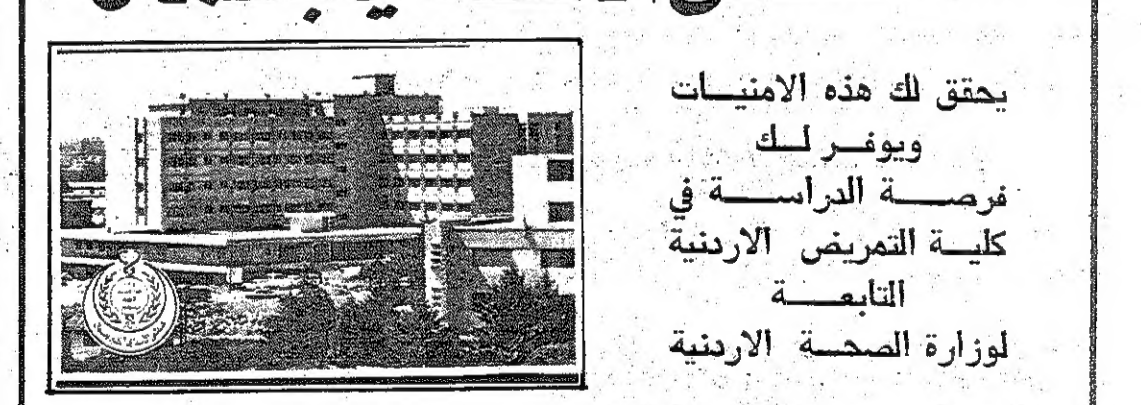 يحقق لك هذه الامنيات
ويوفر لك
فرصة الدراسة في
كلية التمريض الاردنية
التابعة
لوزارة الصحة الاردنية